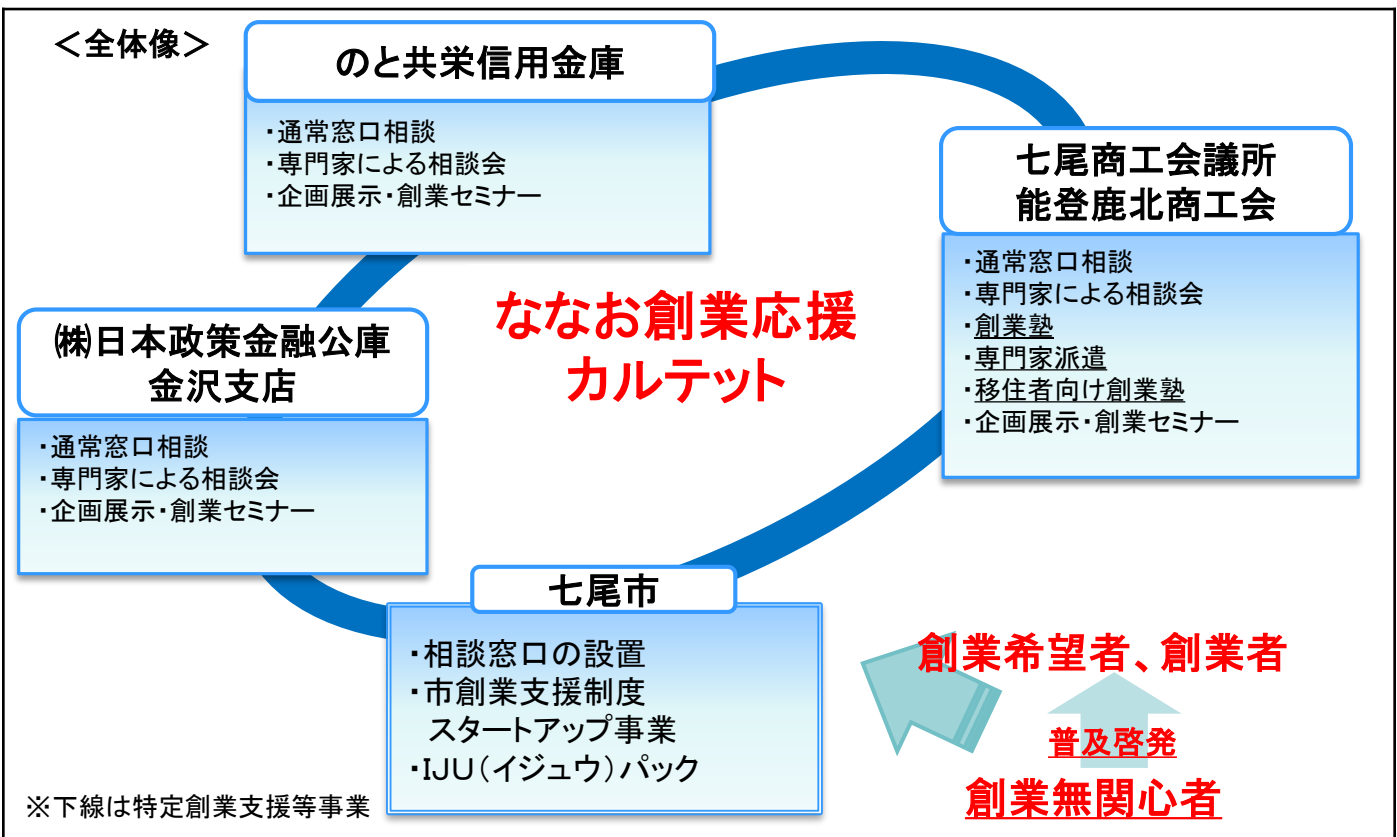 ＜全体像＞
のと共栄信用金庫
・通常窓口相談
・専門家による相談会
・企画展示・創業セミナー
七尾商工会議所
能登鹿北商工会
・通常窓口相談
・専門家による相談会
・創業塾
・専門家派遣
・移住者向け創業塾
・企画展示・創業セミナー
ななお創業応援
カルテット
㈱日本政策金融公庫
金沢支店
・通常窓口相談
・専門家による相談会
・企画展示・創業セミナー
七尾市
・相談窓口の設置
・市創業支援制度
スタートアップ事業
・IJU（イジュウ）パック
創業希望者、創業者
普及啓発
創業無関心者
※下線は特定創業支援等事業